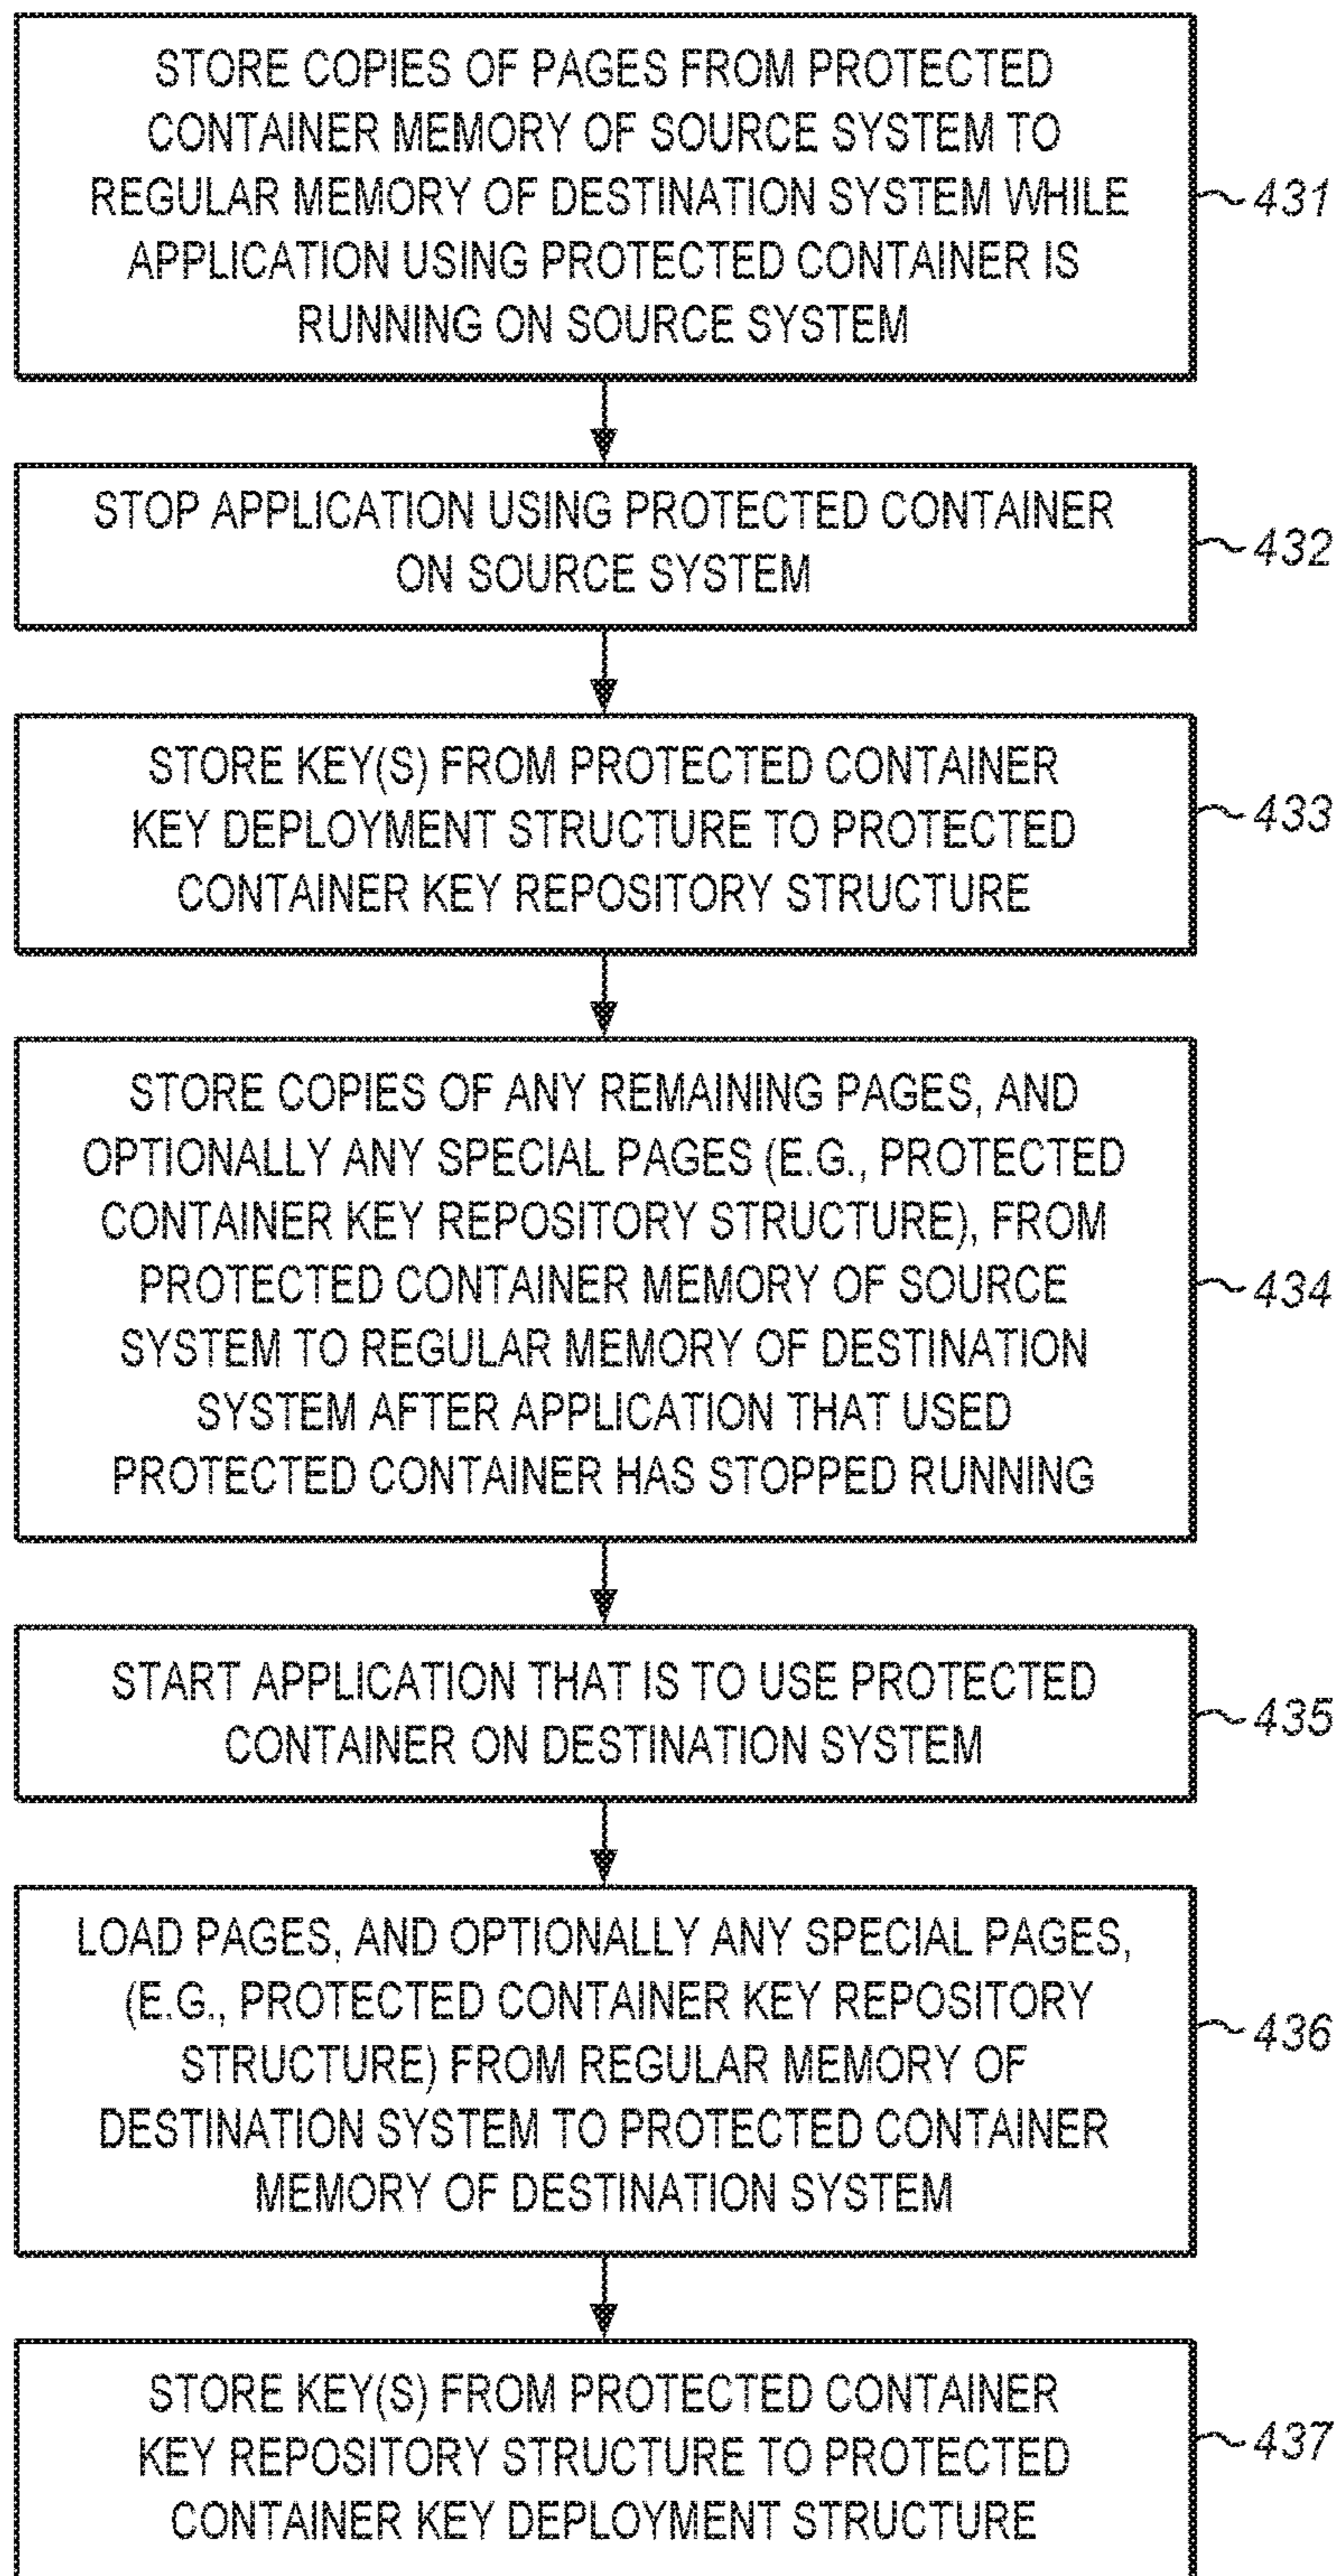 STORE COPIES OF PAGES FROM PROTECTED
CONTAINER MEMORY OF SOURCE SYSTEM TO
REGULAR MEMORY OF DESTINATION SYSTEM WHILE
APPLICATION USING PROTECTED CONTAINER IS
RUNNING ON SOURCE SYSTEM
431
STOP APPLICATION USING PROTECTED CONTAINER
ON SOURCE SYSTEM
432
STORE KEY(S) FROM PROTECTED CONTAINER
KEY DEPLOYMENT STRUCTURE TO PROTECTED
CONTAINER KEY REPOSITORY STRUCTURE
433
STORE COPIES OF ANY REMAINING PAGES, AND
OPTIONALLY ANY SPECIAL PAGES (E.G., PROTECTED
CONTAINER KEY REPOSITORY STRUCTURE), FROM
PROTECTED CONTAINER MEMORY OF SOURCE
SYSTEM TO REGULAR MEMORY OF DESTINATION
SYSTEM AFTER APPLICATION THAT USED
PROTECTED CONTAINER HAS STOPPED RUNNING
434
START APPLICATION THAT IS TO USE PROTECTED
CONTAINER ON DESTINATION SYSTEM
435
LOAD PAGES, AND OPTIONALLY ANY SPECIAL PAGES,
(E.G., PROTECTED CONTAINER KEY REPOSITORY
STRUCTURE) FROM REGULAR MEMORY OF
DESTINATION SYSTEM TO PROTECTED CONTAINER
MEMORY OF DESTINATION SYSTEM
436
STORE KEY(S) FROM PROTECTED CONTAINER
KEY REPOSITORY STRUCTURE TO PROTECTED
CONTAINER KEY DEPLOYMENT STRUCTURE
437